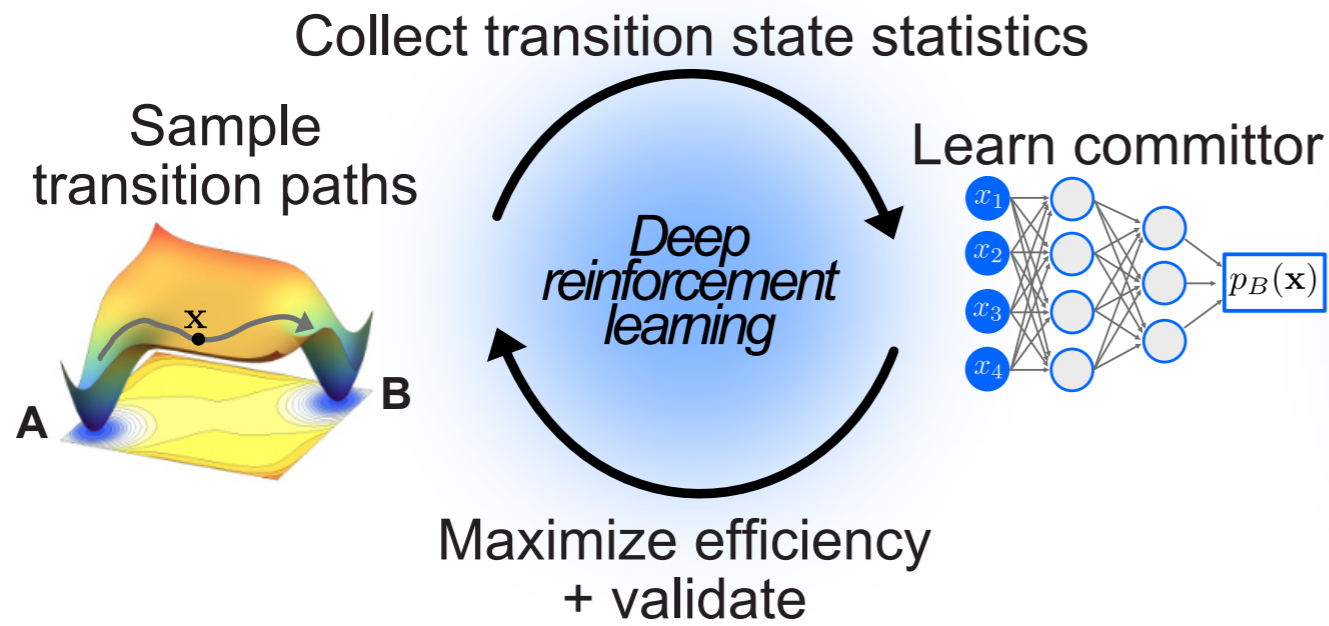 Collect transition state statistics
Sample
transition paths
x
A
B
Deep
reinforcement
learning
Learn committor
x₁
x₂
x₃
x₄
p_B(x)
Maximize efficiency
+ validate